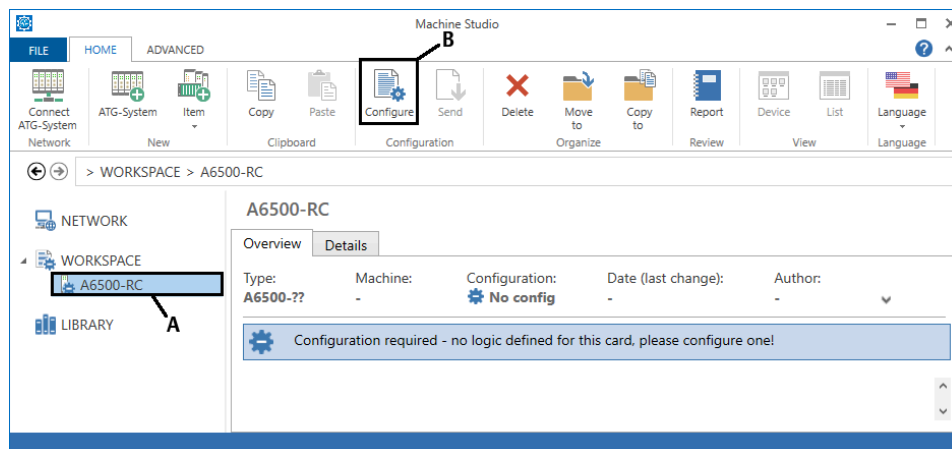 Machine Studio
B
FILE HOME ADVANCED
Connect ATG-System Item Copy Paste Configure Send Delete Move Copy Report Device List Language
ATG-System to to
Network New Clipboard Configuration Organize Review View Language
> WORKSPACE > A6500-RC
NETWORK
WORKSPACE
A6500-RC
A
LIBRARY
A6500-RC
Overview Details
Type: Machine: Configuration: Date (last change): Author:
A6500-?? - No config - -
Configuration required - no logic defined for this card, please configure one!